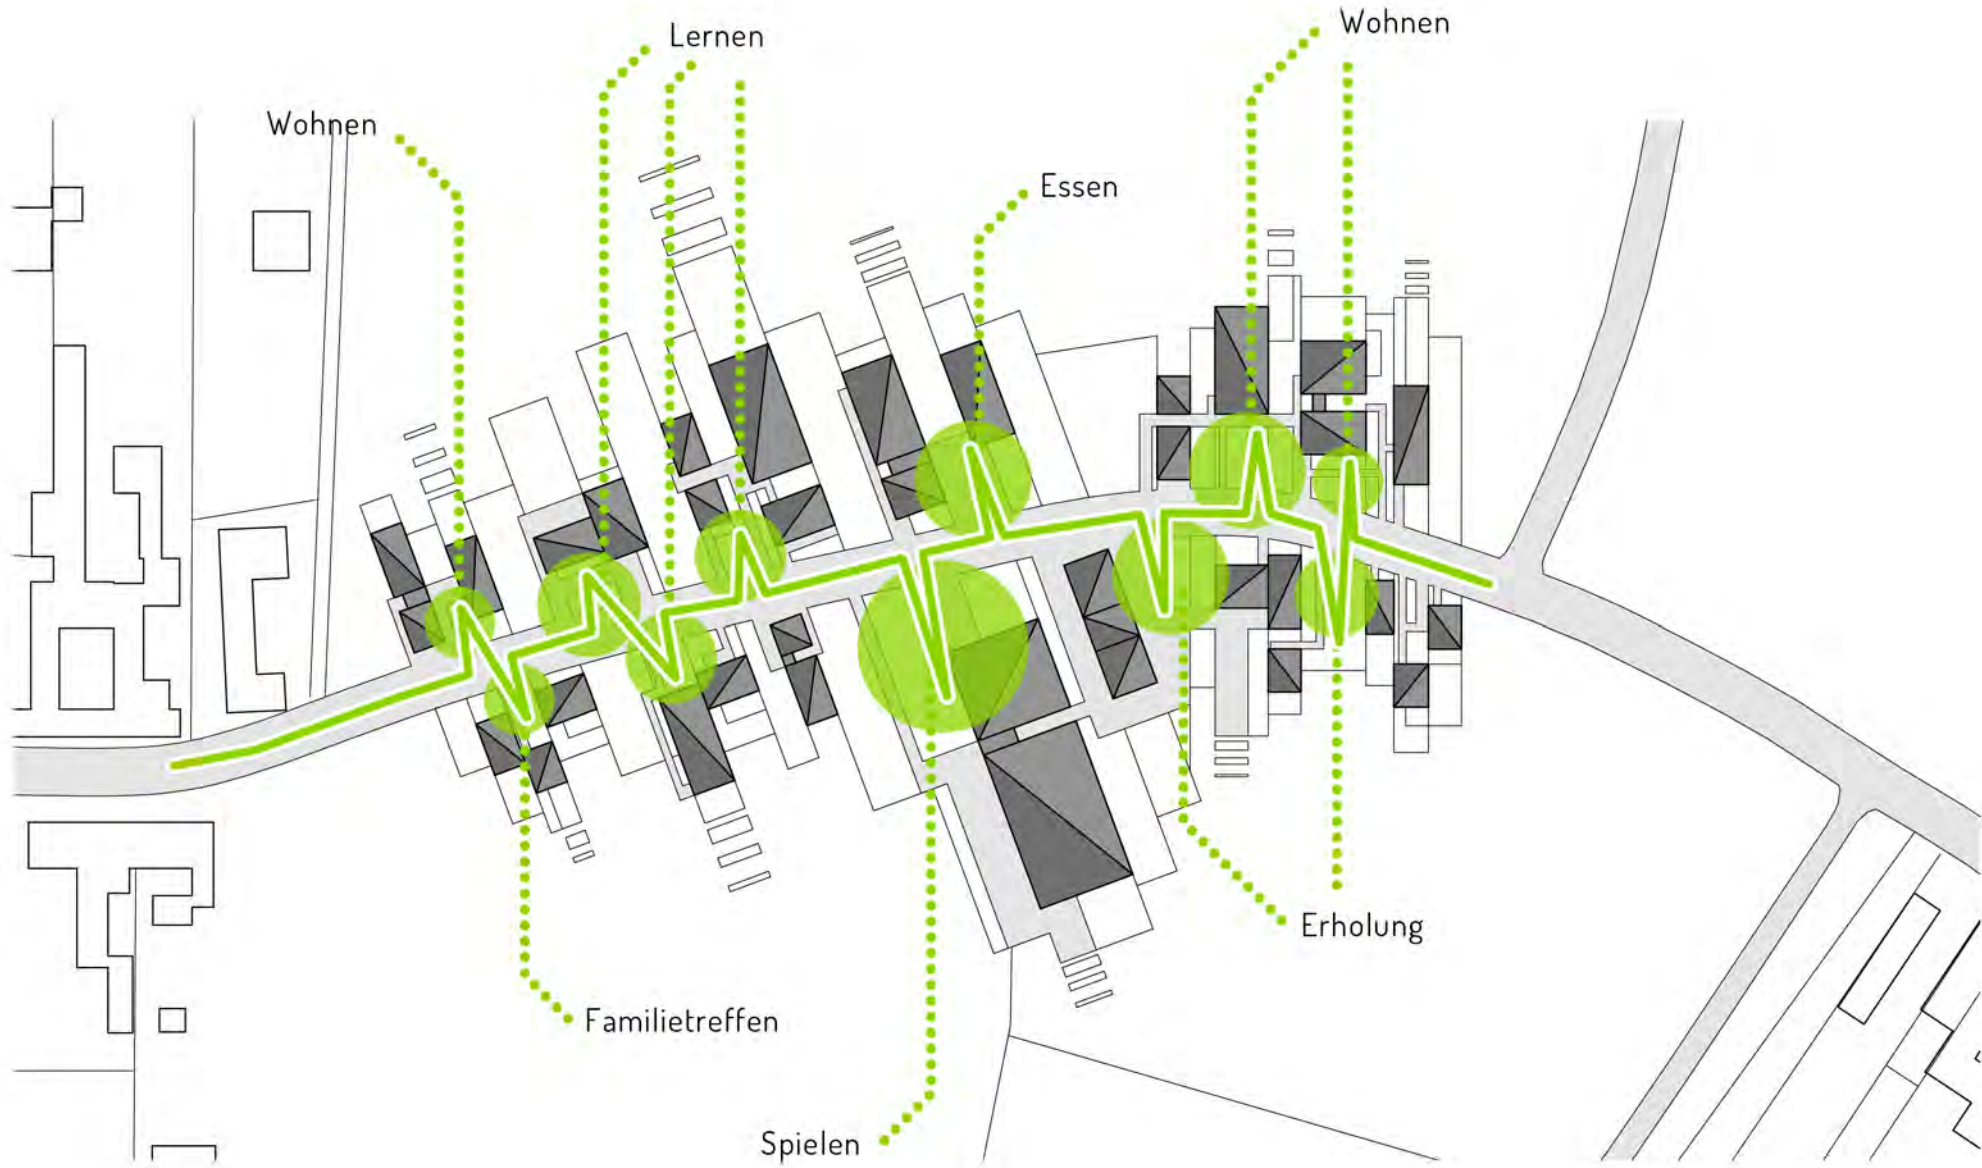 Wohnen
Lernen
Wohnen
Essen
Erholung
Familietreffen
Spielen